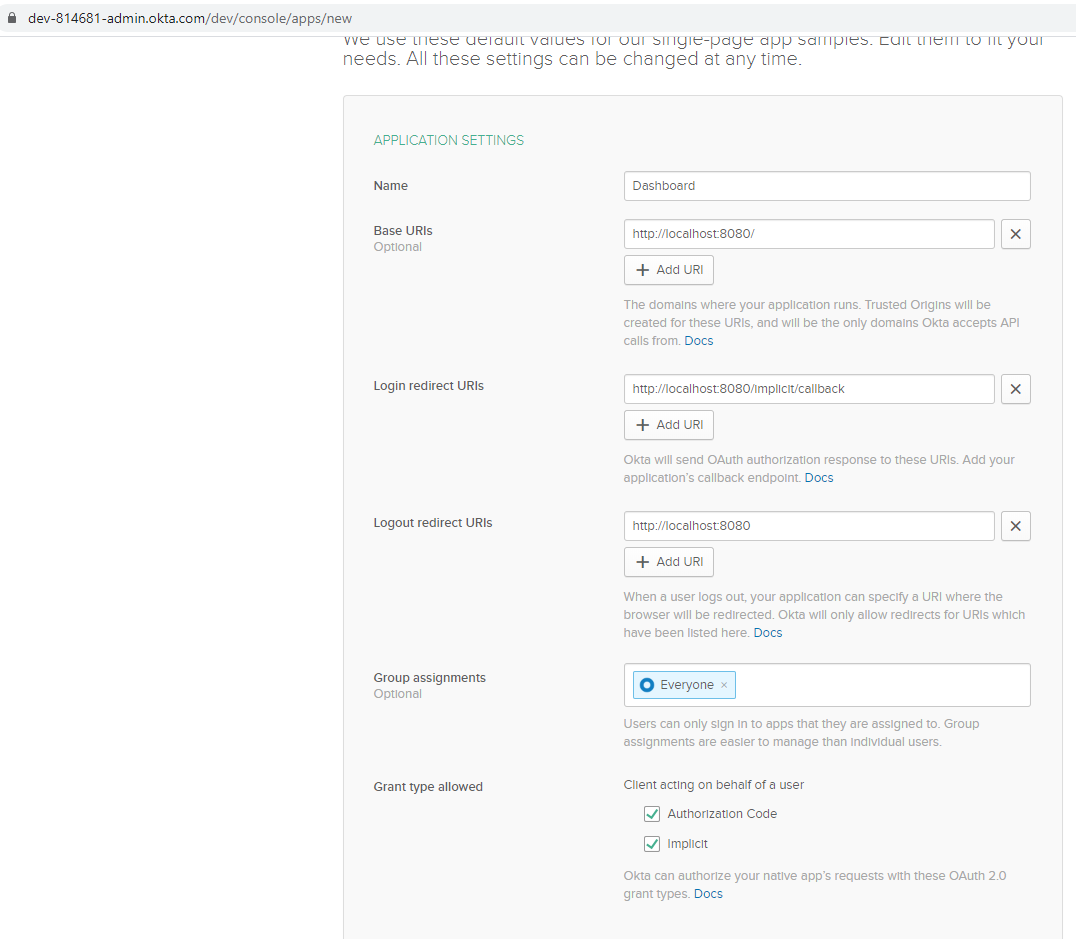 dev-814681-admin.okta.com/dev/console/apps/new
We use these default values for our single-page app samples. Edit them to fit your
needs. All these settings can be changed at any time.
APPLICATION SETTINGS
Name
Dashboard
Base URIs
Optional
http://localhost:8080/
+ Add URI
The domains where your application runs. Trusted Origins will be
created for these URIs, and will be the only domains Okta accepts API
calls from. Docs
Login redirect URIs
http://localhost:8080/implicit/callback
+ Add URI
Okta will send OAuth authorization response to these URIs. Add your
application's callback endpoint. Docs
Logout redirect URIs
http://localhost:8080
+ Add URI
When a user logs out, your application can specify a URI where the
browser will be redirected. Okta will only allow redirects for URIs which
have been listed here. Docs
Group assignments
Optional
Everyone ×
Users can only sign in to apps that they are assigned to. Group
assignments are easier to manage than individual users.
Grant type allowed
Client acting on behalf of a user
Authorization Code
Implicit
Okta can authorize your native app's requests with these OAuth 2.0
grant types. Docs